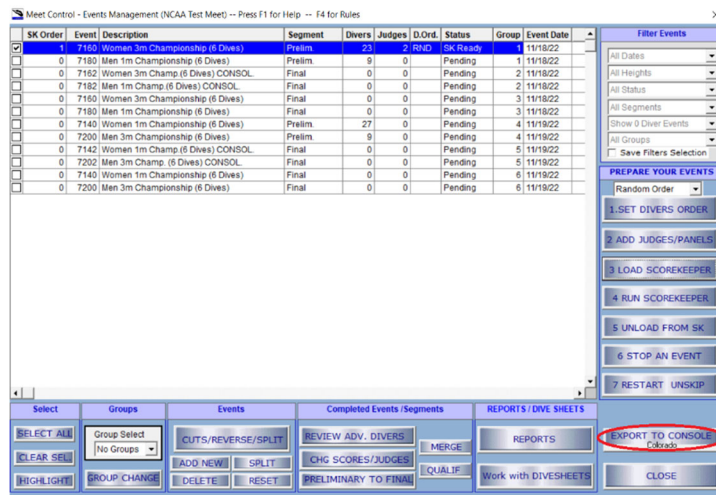 Meet Control - Events Management (NCAA Test Meet) -- Press F1 for Help -- F4 for Rules
SK Order Event Description Segment Divers Judges D.Ord. Status Group Event Date
1 7160 Women 3m Championship (6 Dives) Prelim. 23 2 RND SK Ready 1 11/18/22
0 7180 Men 1m Championship (6 Dives) Prelim. 9 0 Pending 1 11/18/22
0 7162 Women 3m Champ.(6 Dives) CONSOL. Final 0 0 Pending 2 11/18/22
0 7182 Men 1m Champ.(6 Dives) CONSOL. Final 0 0 Pending 2 11/18/22
0 7160 Women 3m Championship (6 Dives) Final 0 0 Pending 3 11/18/22
0 7180 Men 1m Championship (6 Dives) Final 0 0 Pending 3 11/18/22
0 7140 Women 1m Championship (6 Dives) Prelim. 27 0 Pending 4 11/19/22
0 7200 Men 3m Championship (6 Dives) Prelim. 9 0 Pending 4 11/19/22
0 7142 Women 1m Champ.(6 Dives) CONSOL. Final 0 0 Pending 5 11/19/22
0 7202 Men 3m Champ. (6 Dives) CONSOL. Final 0 0 Pending 5 11/19/22
0 7140 Women 1m Championship (6 Dives) Final 0 0 Pending 6 11/19/22
0 7200 Men 3m Championship (6 Dives) Final 0 0 Pending 6 11/19/22
Filter Events
All Dates
All Heights
All Status
All Segments
Show 0 Diver Events
All Groups
Save Filters Selection
PREPARE YOUR EVENTS
Random Order
1.SET DIVERS ORDER
2 ADD JUDGES/PANELS
3 LOAD SCOREKEEPER
4 RUN SCOREKEEPER
5 UNLOAD FROM SK
6 STOP AN EVENT
7 RESTART UNSKIP
Select
SELECT ALL
CLEAR SEL.
HIGHLIGHT
Groups
Group Select
No Groups
GROUP CHANGE
Events
CUTS/REVERSE/SPLIT
ADD NEW SPLIT
DELETE RESET
Completed Events /Segments
REVIEW ADV. DIVERS
MERGE
CHG SCORES/JUDGES
QUALIF
PRELIMINARY TO FINAL
REPORTS / DIVE SHEETS
REPORTS
Work with DIVESHEETS
EXPORT TO CONSOLE
Colorado
CLOSE